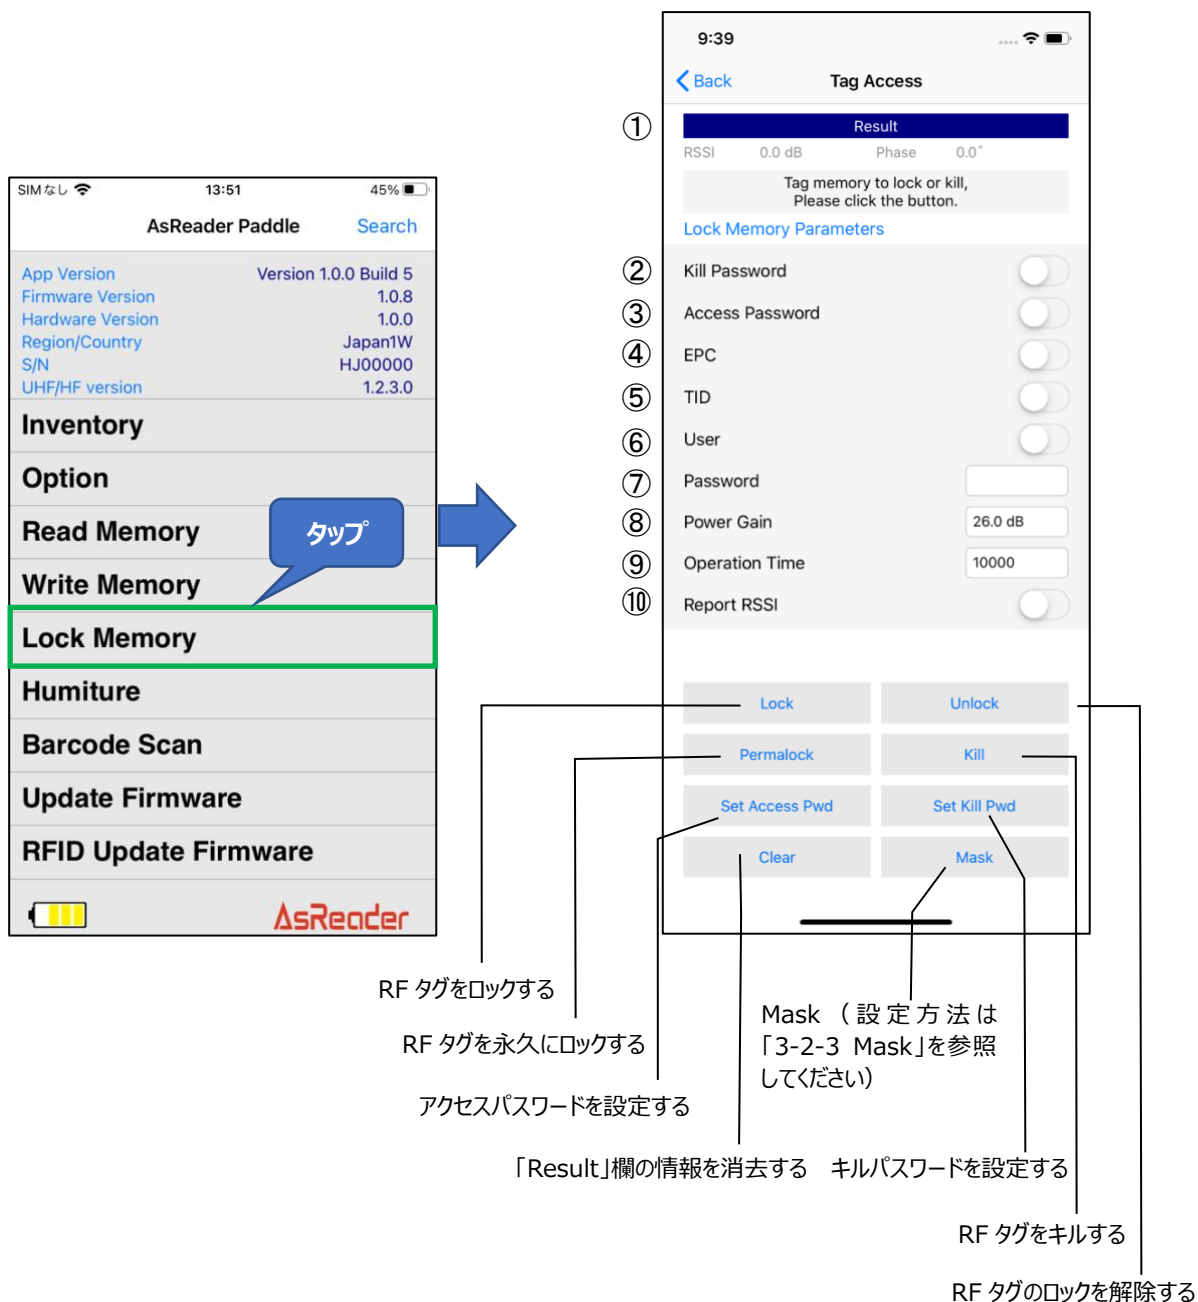 SIMなし 13:51 45%
AsReader Paddle Search
App Version Version 1.0.0 Build 5
Firmware Version 1.0.8
Hardware Version 1.0.0
Region/Country Japan1W
S/N HJ00000
UHF/HF version 1.2.3.0
Inventory
Option
Read Memory
タップ
Write Memory
Lock Memory
Humiture
Barcode Scan
Update Firmware
RFID Update Firmware
AsReader
9:39
Back Tag Access
① Result
RSSI 0.0 dB Phase 0.0°
Tag memory to lock or kill,
Please click the button.
Lock Memory Parameters
② Kill Password
③ Access Password
④ EPC
⑤ TID
⑥ User
⑦ Password
⑧ Power Gain 26.0 dB
⑨ Operation Time 10000
⑩ Report RSSI
Lock Unlock
Permalock Kill
Set Access Pwd Set Kill Pwd
Clear Mask
RF タグをロックする
RF タグを永久にロックする
Mask （設定方法は
「3-2-3 Mask」を参照
してください）
アクセスパスワードを設定する
「Result」欄の情報を消去する キルパスワードを設定する
RF タグをキルする
RF タグのロックを解除する